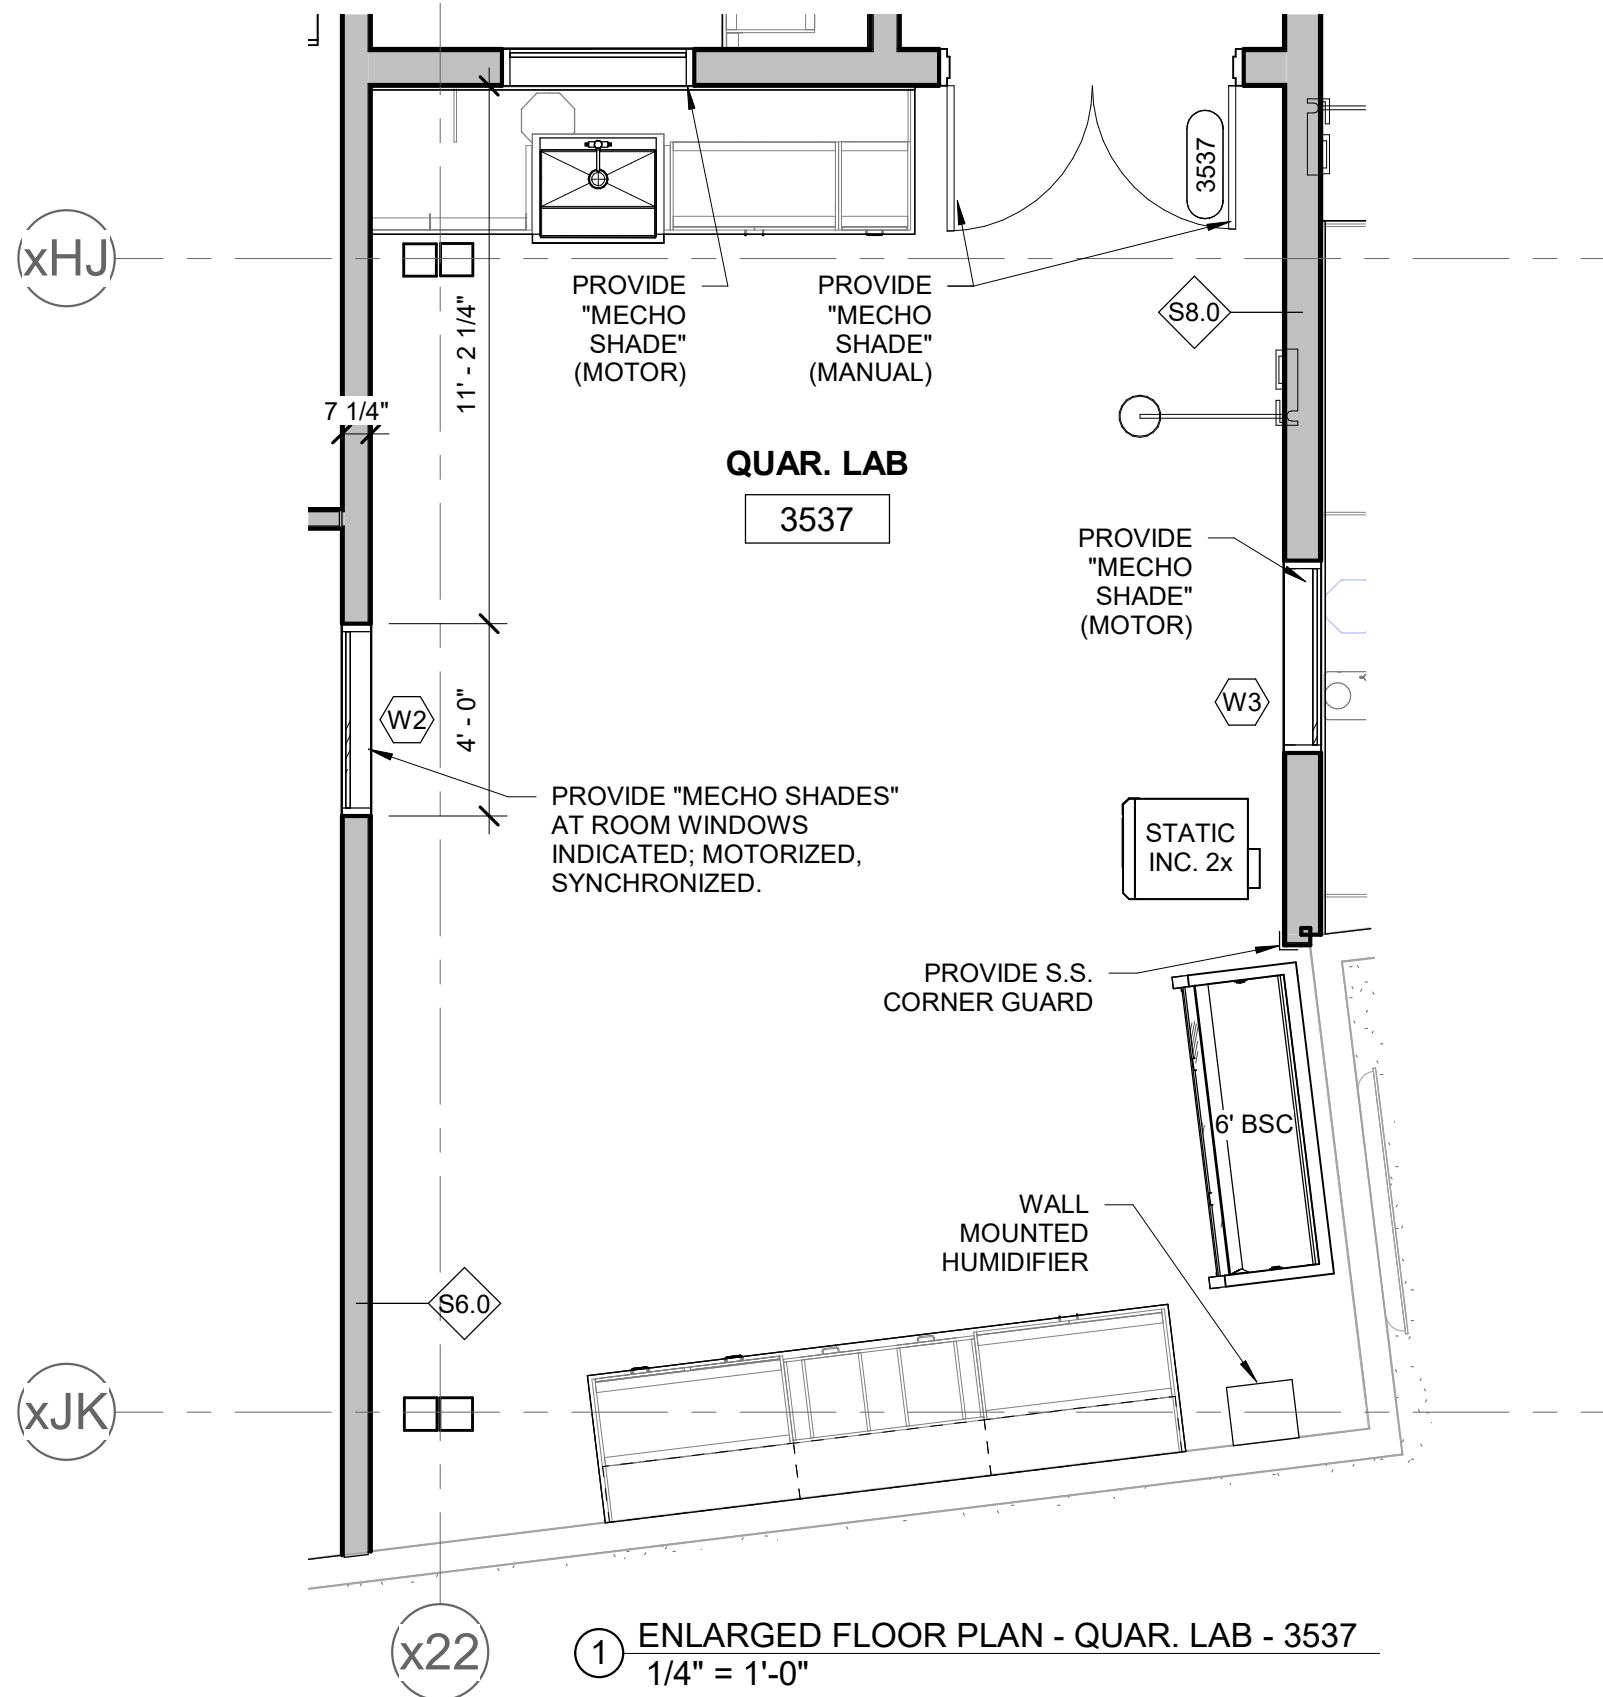 3537
xHJ
PROVIDE
"MECHO
SHADE"
(MOTOR)
PROVIDE
"MECHO
SHADE"
(MANUAL)
S8.0
11' - 2 1/4"
7 1/4"
QUAR. LAB
3537
PROVIDE
"MECHO
SHADE"
(MOTOR)
W2
4' - 0"
W3
PROVIDE "MECHO SHADES"
AT ROOM WINDOWS
INDICATED; MOTORIZED,
SYNCHRONIZED.
STATIC
INC. 2x
PROVIDE S.S.
CORNER GUARD
6' BSC
WALL
MOUNTED
HUMIDIFIER
S6.0
xJK
x22
1
ENLARGED FLOOR PLAN - QUAR. LAB - 3537
1/4" = 1'-0"